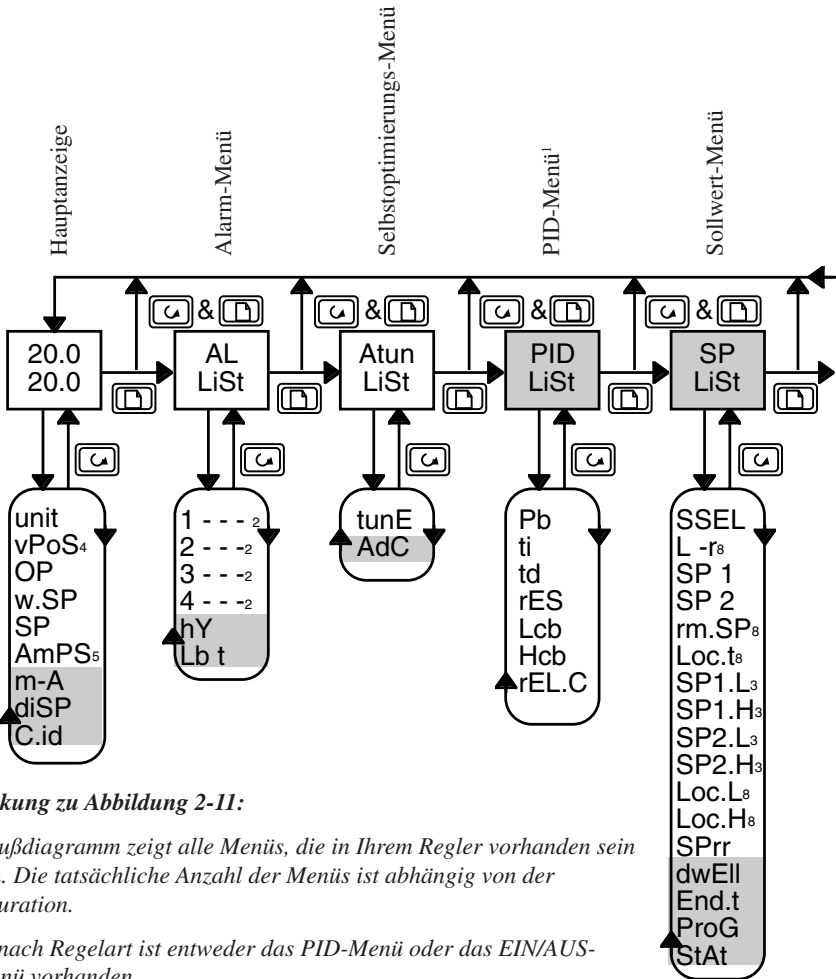 Hauptanzeige
Alarm-Menü
Selbstoptimierungs-Menü
PID-Menü¹
Sollwert-Menü
&
&
&
&
20.0
20.0
AL
LiSt
Atun
LiSt
PID
LiSt
SP
LiSt
unit
vPoS4
OP
w.SP
SP
AmPS5
m-A
diSP
C.id
1 - - - 2
2 - - -2
3 - - -2
4 - - -2
hY
Lb t
tunE
AdC
Pb
ti
td
rES
Lcb
Hcb
rEL.C
SSEL
L -r8
SP 1
SP 2
rm.SP8
Loc.t8
SP1.L3
SP1.H3
SP2.L3
SP2.H3
Loc.L8
Loc.H8
SPrr
dwEll
End.t
ProG
StAt
kung zu Abbildung 2-11:
ußdiagramm zeigt alle Menüs, die in Ihrem Regler vorhanden sein
. Die tatsächliche Anzahl der Menüs ist abhängig von der
uration.
nach Regelart ist entweder das PID-Menü oder das EIN/AUS-
enü vorhanden